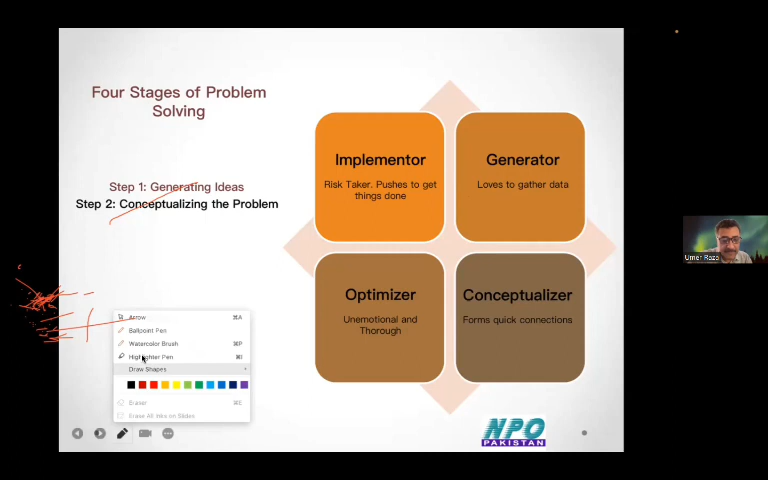 Four Stages of Problem
Solving
Step 1: Generating Ideas
Step 2: Conceptualizing the Problem
Implementor
Risk Taker. Pushes to get
things done
Generator
Loves to gather data
Optimizer
Unemotional and
Thorough
Conceptualizer
Forms quick connections
Arrow ⌘A
Ballpoint Pen
Watercolor Brush ⌘P
Highlighter Pen ⌘I
Draw Shapes
Eraser ⌘E
Erase All Inks on Slides
NPO
PAKISTAN
Umer Raza